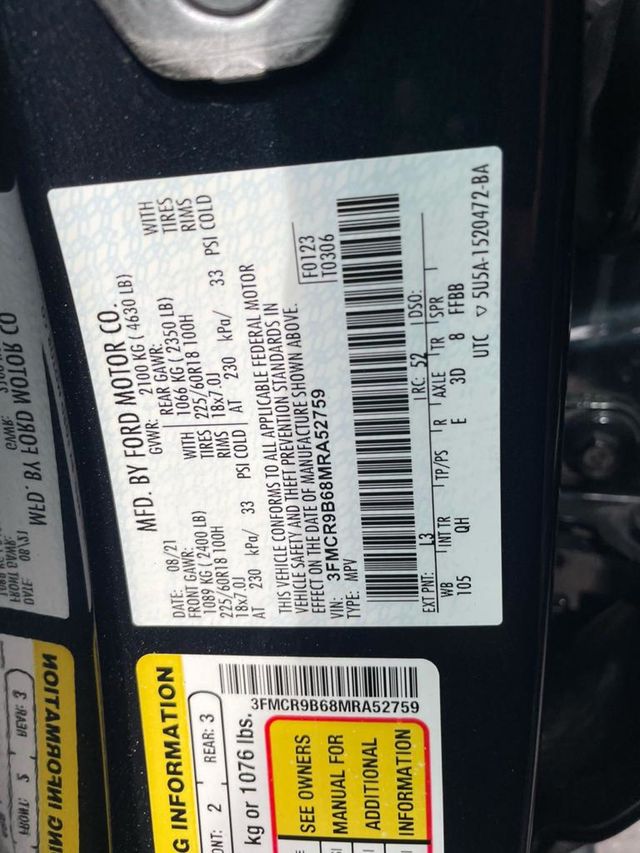 MFD. BY FORD MOTOR CO.
DATE: 08/21 GVWR: 2100 KG ( 4630 LB)
FRONT GAWR: REAR GAWR:
1089 KG ( 2400 LB) WITH 1066 KG ( 2350 LB) WITH
225/60R18 100H TIRES 225/60R18 100H TIRES
18x7.0J RIMS 18x7.0J RIMS
AT 230 kPa/ 33 PSI COLD AT 230 kPa/ 33 PSI COLD
THIS VEHICLE CONFORMS TO ALL APPLICABLE FEDERAL MOTOR
VEHICLE SAFETY AND THEFT PREVENTION STANDARDS IN
EFFECT ON THE DATE OF MANUFACTURE SHOWN ABOVE.
VIN: 3FMCR9B68MRA52759 F0123
TYPE: MPV T0306
EXT PNT: L3 RC: 52 DSO:
WB INT TR TP/PS R AXLE TR SPR
105 QH E 3D 8 FFBB
UTC ▽ 5U5A-1520472-BA
3FMCR9B68MRA52759
G INFORMATION
ONT: 2 REAR: 3
kg or 1076 lbs.
SEE OWNERS
MANUAL FOR
ADDITIONAL
INFORMATION